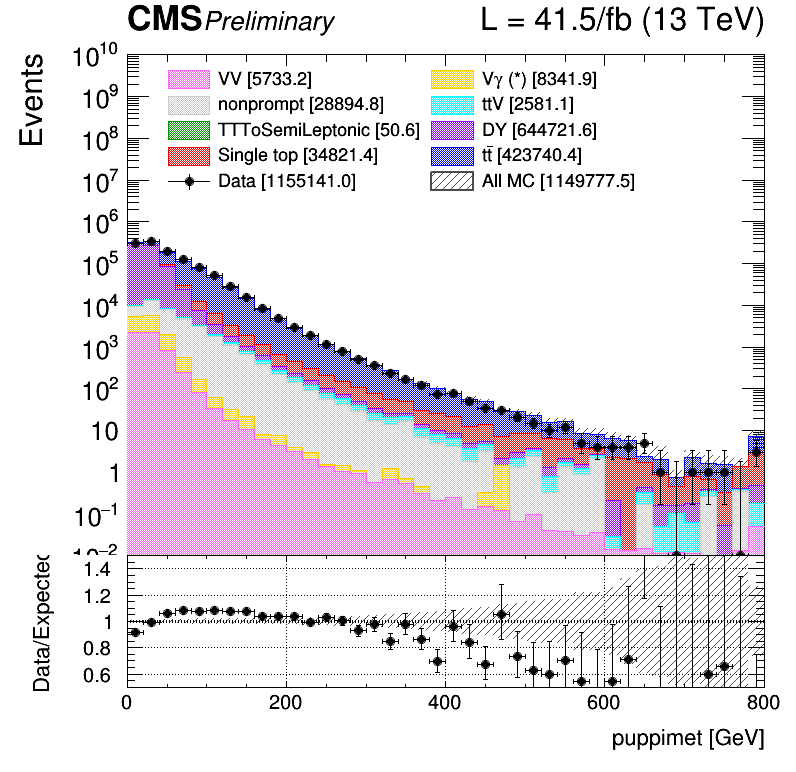 CMS Preliminary L = 41.5/fb (13 TeV)
Events
10^10
10^9
10^8
10^7
10^6
10^5
10^4
10^3
10^2
10
1
10^−1
10^−2
VV [5733.2]
Vγ (*) [8341.9]
nonprompt [28894.8]
ttV [2581.1]
TTToSemiLeptonic [50.6]
DY [644721.6]
Single top [34821.4]
tt̄ [423740.4]
Data [1155141.0]
All MC [1149777.5]
Data/Expected
1.4
1.2
1
0.8
0.6
0 200 400 600 800
puppimet [GeV]